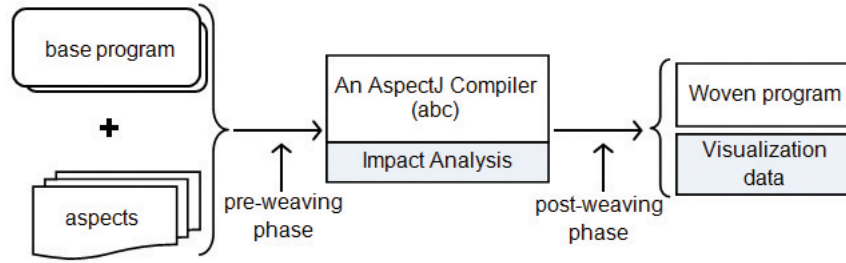 base program
+
aspects
pre-weaving
phase
An AspectJ Compiler
(abc)
Impact Analysis
post-weaving
phase
Woven program
Visualization
data